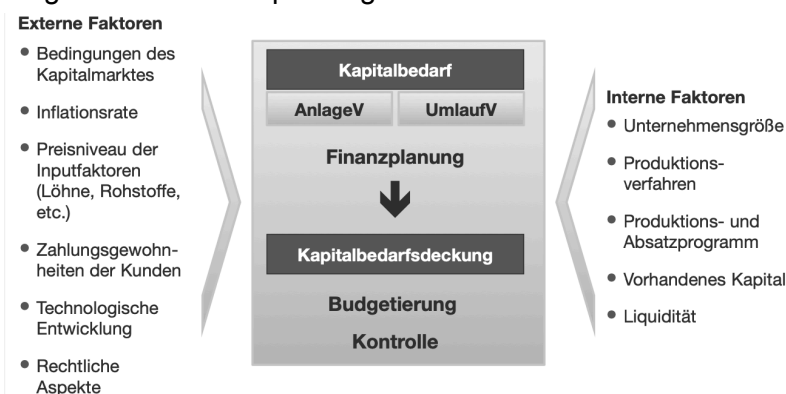 Externe Faktoren
• Bedingungen des
Kapitalmarktes
• Inflationsrate
• Preisniveau der
Inputfaktoren
(Löhne, Rohstoffe,
etc.)
• Zahlungsgewohn-
heiten der Kunden
• Technologische
Entwicklung
• Rechtliche
Aspekte
Kapitalbedarf
AnlageV
UmlaufV
Finanzplanung
Kapitalbedarfsdeckung
Budgetierung
Kontrolle
Interne Faktoren
• Unternehmensgröße
• Produktions-
verfahren
• Produktions- und
Absatzprogramm
• Vorhandenes Kapital
• Liquidität